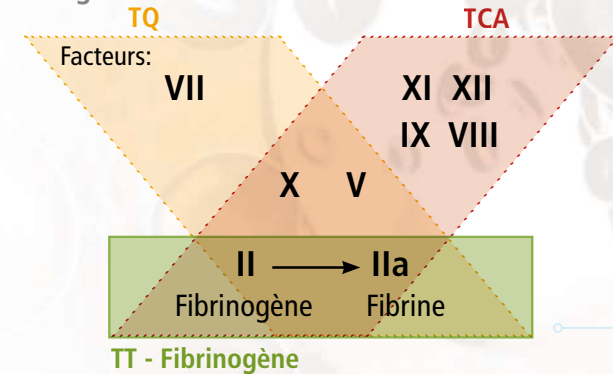 TQ TCA
Facteurs:
VII XI XII
IX VIII
X V
II → IIa
Fibrinogène Fibrine
TT - Fibrinogène